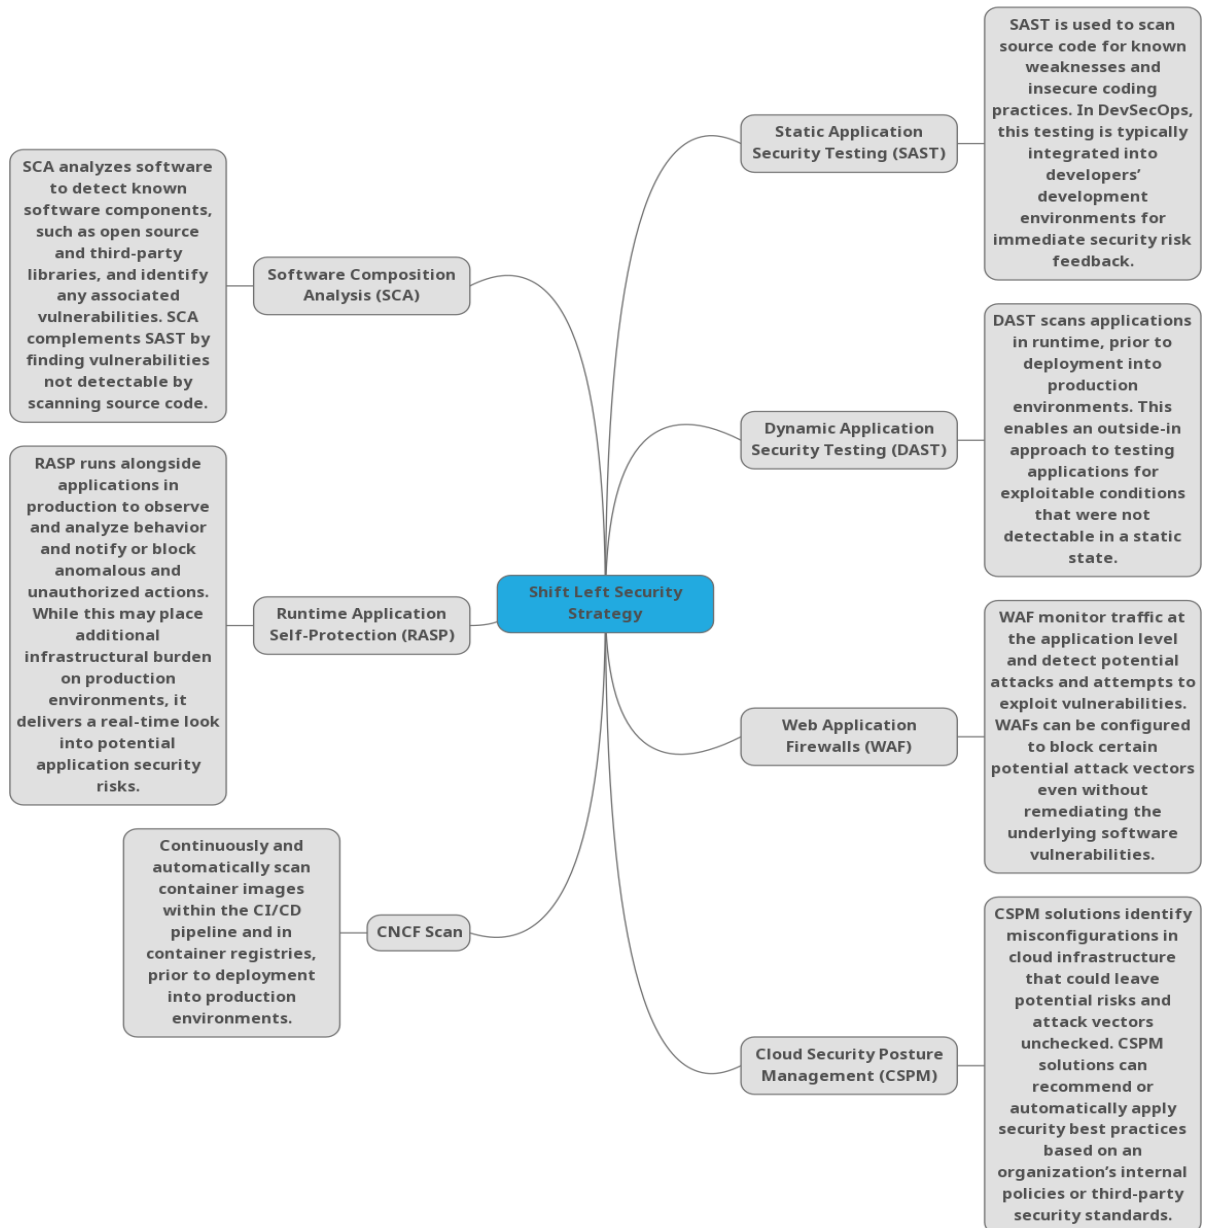 Shift Left Security
Strategy
Static Application
Security Testing (SAST)
SAST is used to scan
source code for known
weaknesses and
insecure coding
practices. In DevSecOps,
this testing is typically
integrated into
developers’
development
environments for
immediate security risk
feedback.
Dynamic Application
Security Testing (DAST)
DAST scans applications
in runtime, prior to
deployment into
production
environments. This
enables an outside-in
approach to testing
applications for
exploitable conditions
that were not
detectable in a static
state.
Web Application
Firewalls (WAF)
WAF monitor traffic at
the application level
and detect potential
attacks and attempts to
exploit vulnerabilities.
WAFs can be configured
to block certain
potential attack vectors
even without
remediating the
underlying software
vulnerabilities.
Cloud Security Posture
Management (CSPM)
CSPM solutions identify
misconfigurations in
cloud infrastructure
that could leave
potential risks and
attack vectors
unchecked. CSPM
solutions can
recommend or
automatically apply
security best practices
based on an
organization’s internal
policies or third-party
security standards.
Software Composition
Analysis (SCA)
SCA analyzes software
to detect known
software components,
such as open source
and third-party
libraries, and identify
any associated
vulnerabilities. SCA
complements SAST by
finding vulnerabilities
not detectable by
scanning source code.
Runtime Application
Self-Protection (RASP)
RASP runs alongside
applications in
production to observe
and analyze behavior
and notify or block
anomalous and
unauthorized actions.
While this may place
additional
infrastructural burden
on production
environments, it
delivers a real-time look
into potential
application security
risks.
CNCF Scan
Continuously and
automatically scan
container images
within the CI/CD
pipeline and in
container registries,
prior to deployment
into production
environments.